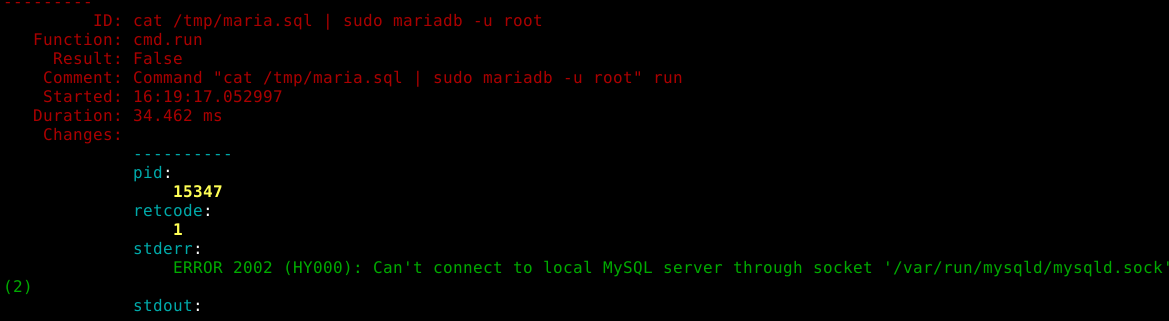 ---------
ID: cat /tmp/maria.sql | sudo mariadb -u root
Function: cmd.run
Result: False
Comment: Command "cat /tmp/maria.sql | sudo mariadb -u root" run
Started: 16:19:17.052997
Duration: 34.462 ms
Changes:
----------
pid:
15347
retcode:
1
stderr:
ERROR 2002 (HY000): Can't connect to local MySQL server through socket '/var/run/mysqld/mysqld.sock'
(2)
stdout: